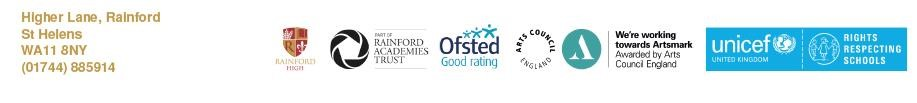 Higher Lane, Rainford
St Helens
WA11 8NY
(01744) 885914
RAINFORD
HIGH
PART OF
RAINFORD
ACADEMIES
TRUST
Ofsted
Good rating
ARTS COUNCIL
ENGLAND
We're working
towards Artsmark
Awarded by Arts
Council England
unicef
UNITED KINGDOM
RIGHTS
RESPECTING
SCHOOLS